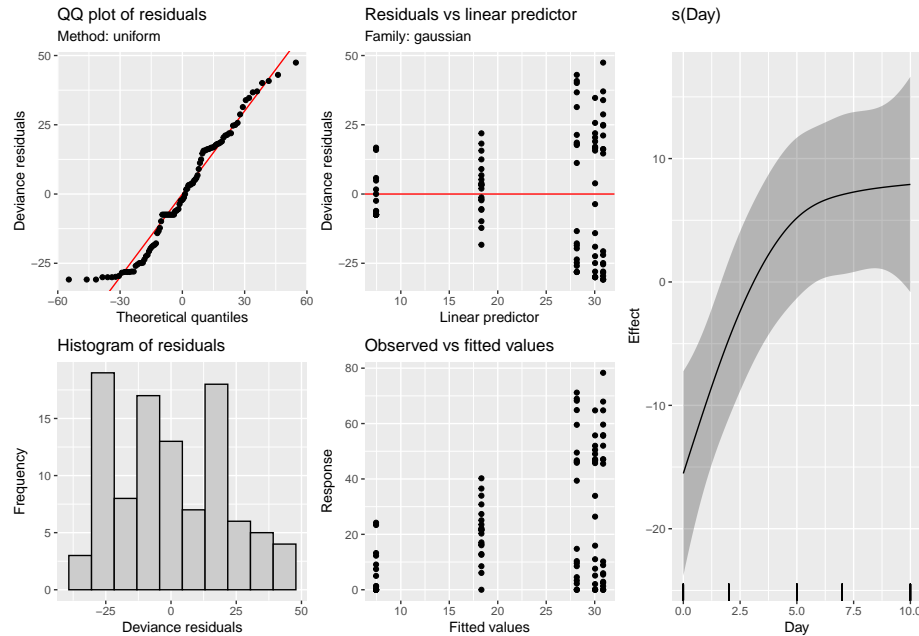 QQ plot of residuals
Method: uniform
50
25
0
−25
−60
−30
0
30
60
Theoretical quantiles
Deviance residuals
Residuals vs linear predictor
Family: gaussian
50
25
0
−25
10
15
20
25
30
Linear predictor
Deviance residuals
s(Day)
10
0
−10
−20
0.0
2.5
5.0
7.5
10.0
Day
Effect
Histogram of residuals
15
10
5
0
−25
0
25
50
Deviance residuals
Frequency
Observed vs fitted values
80
60
40
20
0
10
15
20
25
30
Fitted values
Response